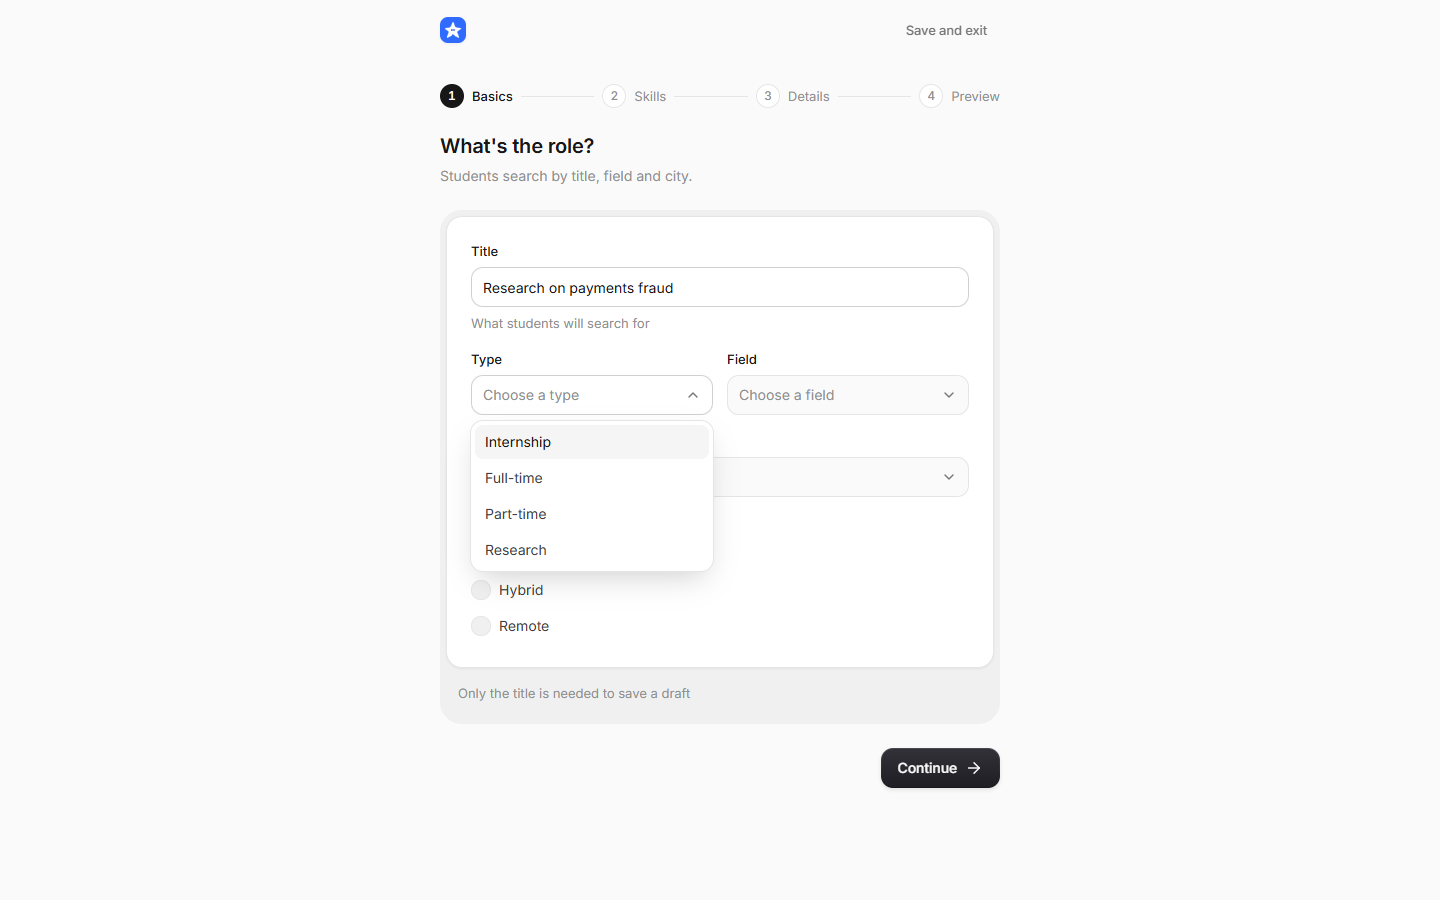 Save and exit
1 Basics 2 Skills 3 Details 4 Preview
What's the role?
Students search by title, field and city.
Title
Research on payments fraud
What students will search for
Type Field
Choose a type Choose a field
Internship
Full-time
Part-time
Research
Hybrid
Remote
Only the title is needed to save a draft
Continue